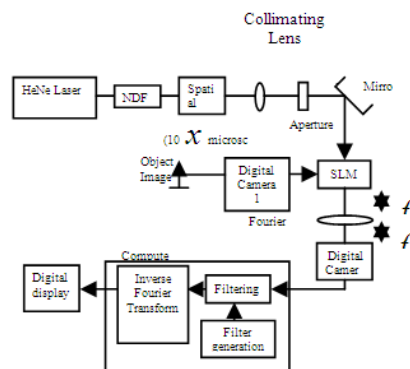 Collimating
Lens
HeNe Laser
NDF
Spati
al
Mirro
Aperture
(10 x microsc
Object
Image
Digital
Camera
1
SLM
Fourier
f
f
Digital
Camer
Compute
Digital
display
Inverse
Fourier
Transform
Filtering
Filter
generation